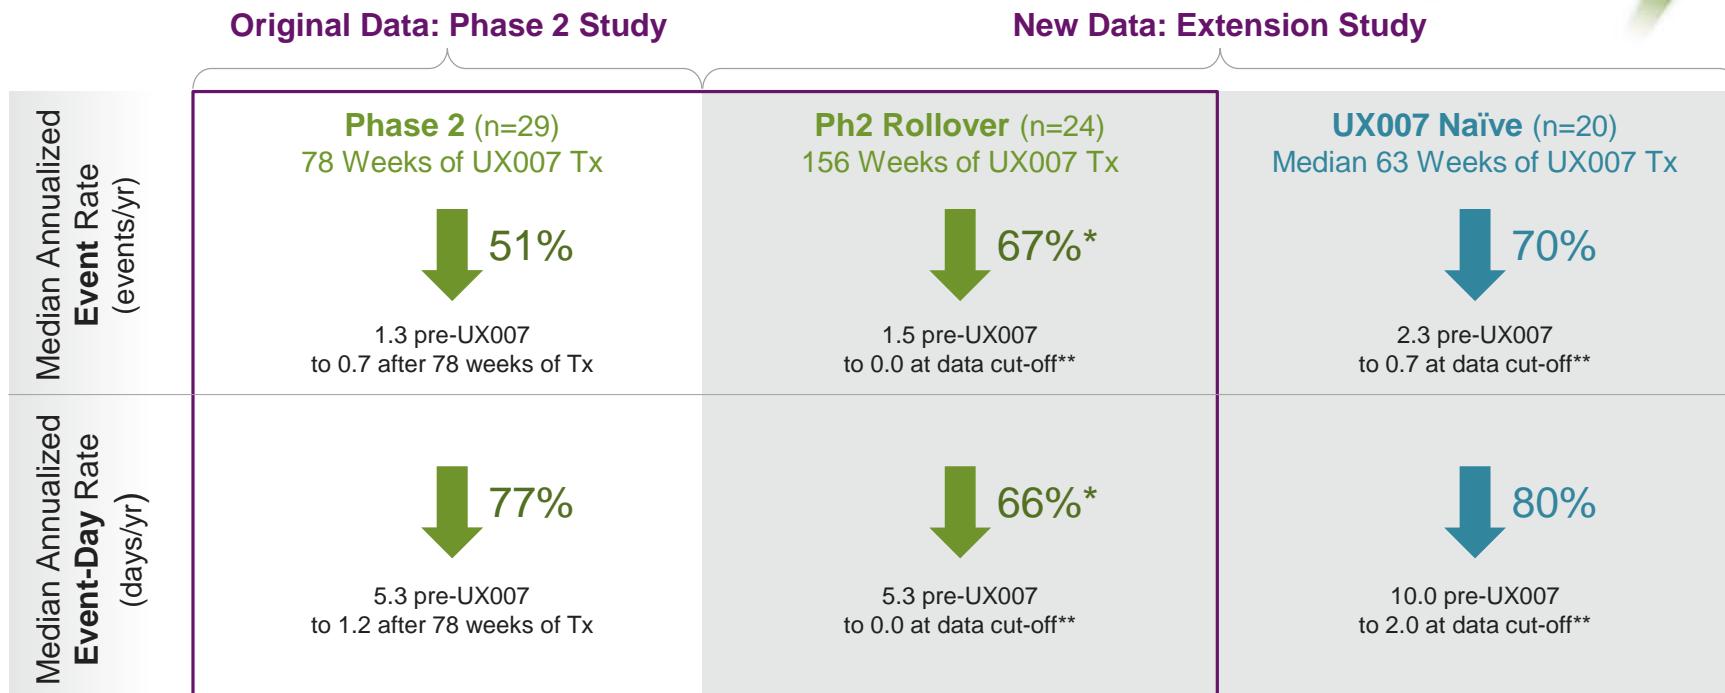 Original Data: Phase 2 Study
New Data: Extension Study
Median Annualized
Event Rate
(events/yr)
Phase 2 (n=29)
78 Weeks of UX007 Tx
51%
1.3 pre-UX007
to 0.7 after 78 weeks of Tx
Ph2 Rollover (n=24)
156 Weeks of UX007 Tx
67%*
1.5 pre-UX007
to 0.0 at data cut-off**
UX007 Naïve (n=20)
Median 63 Weeks of UX007 Tx
70%
2.3 pre-UX007
to 0.7 at data cut-off**
Median Annualized
Event-Day Rate
(days/yr)
77%
5.3 pre-UX007
to 1.2 after 78 weeks of Tx
66%*
5.3 pre-UX007
to 0.0 at data cut-off**
80%
10.0 pre-UX007
to 2.0 at data cut-off**